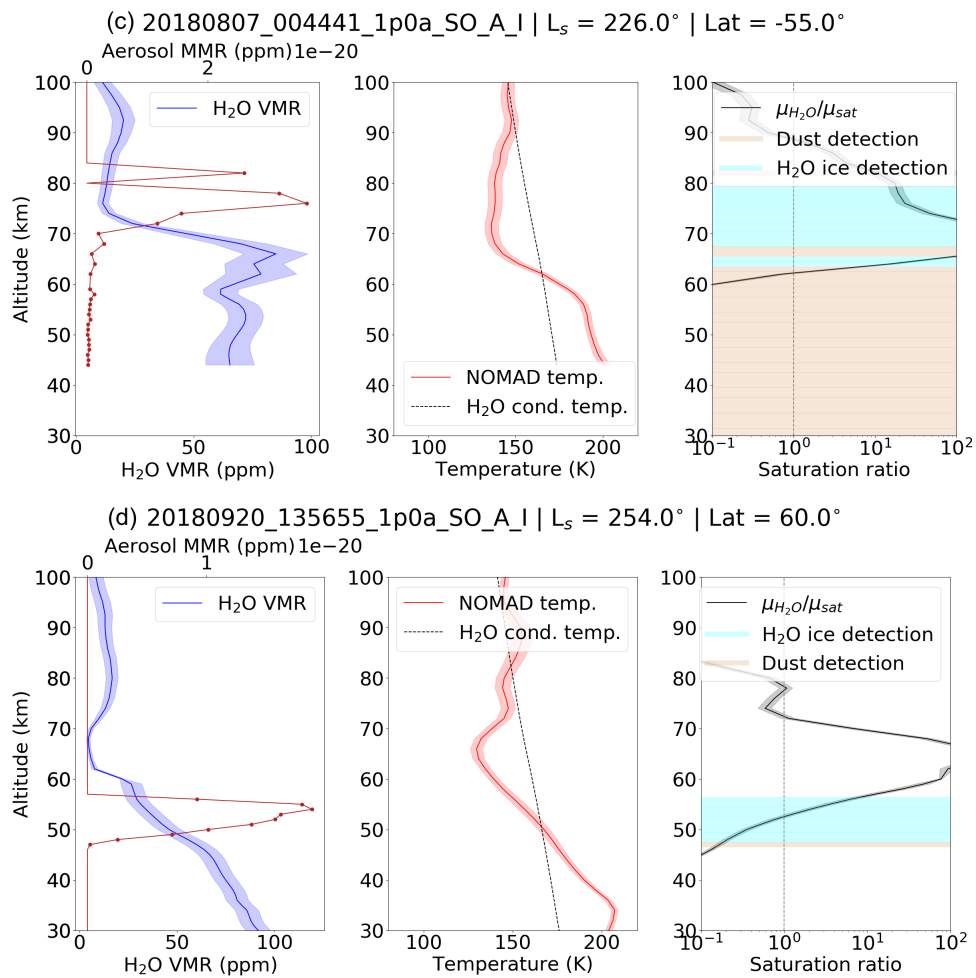 (c) 20180807_004441_1p0a_SO_A_I | Lₛ = 226.0° | Lat = -55.0°
Aerosol MMR (ppm) 1e−20
0 2
100 90 80 70 60 50 40 30
Altitude (km)
H₂O VMR
0 50 100
H₂O VMR (ppm)
100 90 80 70 60 50 40 30
NOMAD temp.
H₂O cond. temp.
100 150 200
Temperature (K)
100 90 80 70 60 50 40 30
μH₂O/μsat
Dust detection
H₂O ice detection
10⁻¹ 10⁰ 10¹ 10²
Saturation ratio
(d) 20180920_135655_1p0a_SO_A_I | Lₛ = 254.0° | Lat = 60.0°
Aerosol MMR (ppm) 1e−20
0 1
100 90 80 70 60 50 40 30
Altitude (km)
H₂O VMR
0 50 100
H₂O VMR (ppm)
100 90 80 70 60 50 40 30
NOMAD temp.
H₂O cond. temp.
100 150 200
Temperature (K)
100 90 80 70 60 50 40 30
μH₂O/μsat
H₂O ice detection
Dust detection
10⁻¹ 10⁰ 10¹ 10²
Saturation ratio